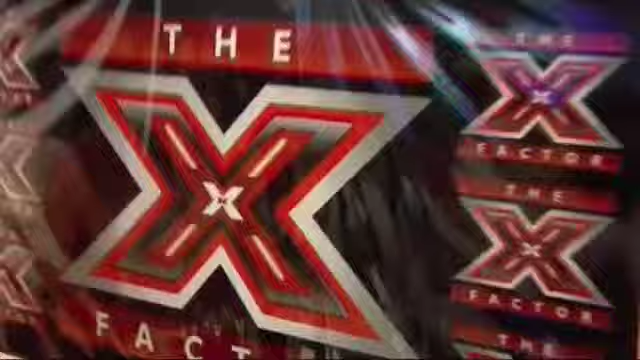 THE
X
FACT
THE
X
FACTOR
THE
X
FACTOR
THE